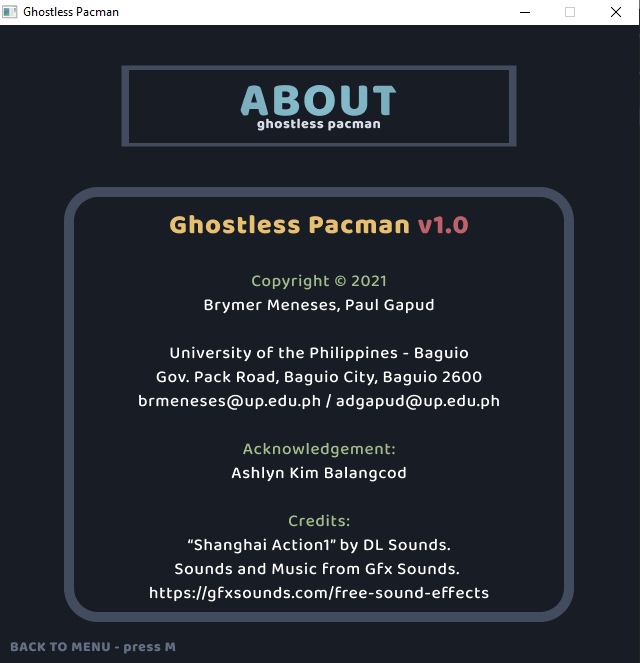 Ghostless Pacman
ABOUT
ghostless pacman
Ghostless Pacman v1.0
Copyright © 2021
Brymer Meneses, Paul Gapud
University of the Philippines - Baguio
Gov. Pack Road, Baguio City, Baguio 2600
brmeneses@up.edu.ph / adgapud@up.edu.ph
Acknowledgement:
Ashlyn Kim Balangcod
Credits:
“Shanghai Action1” by DL Sounds.
Sounds and Music from Gfx Sounds.
https://gfxsounds.com/free-sound-effects
BACK TO MENU - press M